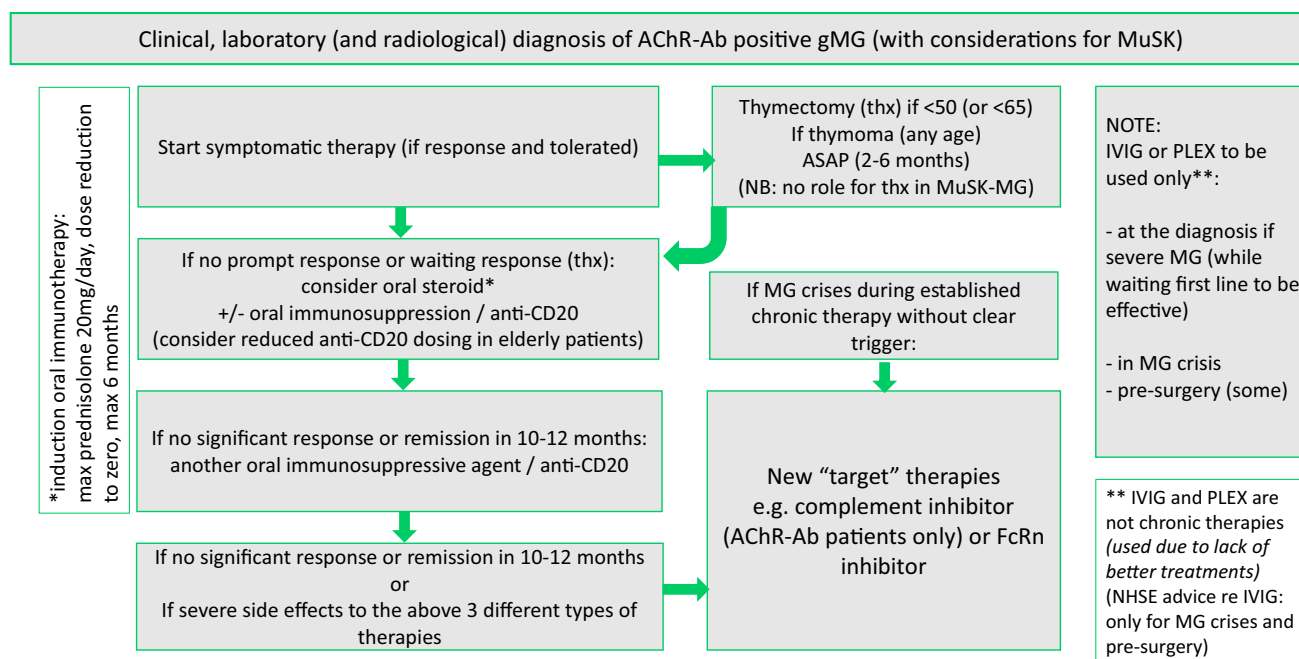 Clinical, laboratory (and radiological) diagnosis of AChR-Ab positive gMG (with considerations for MuSK)
*induction oral immunotherapy:
max prednisolone 20mg/day, dose reduction
to zero, max 6 months
Start symptomatic therapy (if response and tolerated)
Thymectomy (thx) if <50 (or <65)
If thymoma (any age)
ASAP (2-6 months)
(NB: no role for thx in MuSK-MG)
If no prompt response or waiting response (thx):
consider oral steroid*
+/- oral immunosuppression / anti-CD20
(consider reduced anti-CD20 dosing in elderly patients)
If MG crises during established
chronic therapy without clear
trigger:
If no significant response or remission in 10-12 months:
another oral immunosuppressive agent / anti-CD20
If no significant response or remission in 10-12 months
or
If severe side effects to the above 3 different types of
therapies
New “target” therapies
e.g. complement inhibitor
(AChR-Ab patients only) or FcRn
inhibitor
NOTE:
IVIG or PLEX to be
used only**:
- at the diagnosis if
severe MG (while
waiting first line to be
effective)
- in MG crisis
- pre-surgery (some)
** IVIG and PLEX are
not chronic therapies
(used due to lack of
better treatments)
(NHSE advice re IVIG:
only for MG crises and
pre-surgery)